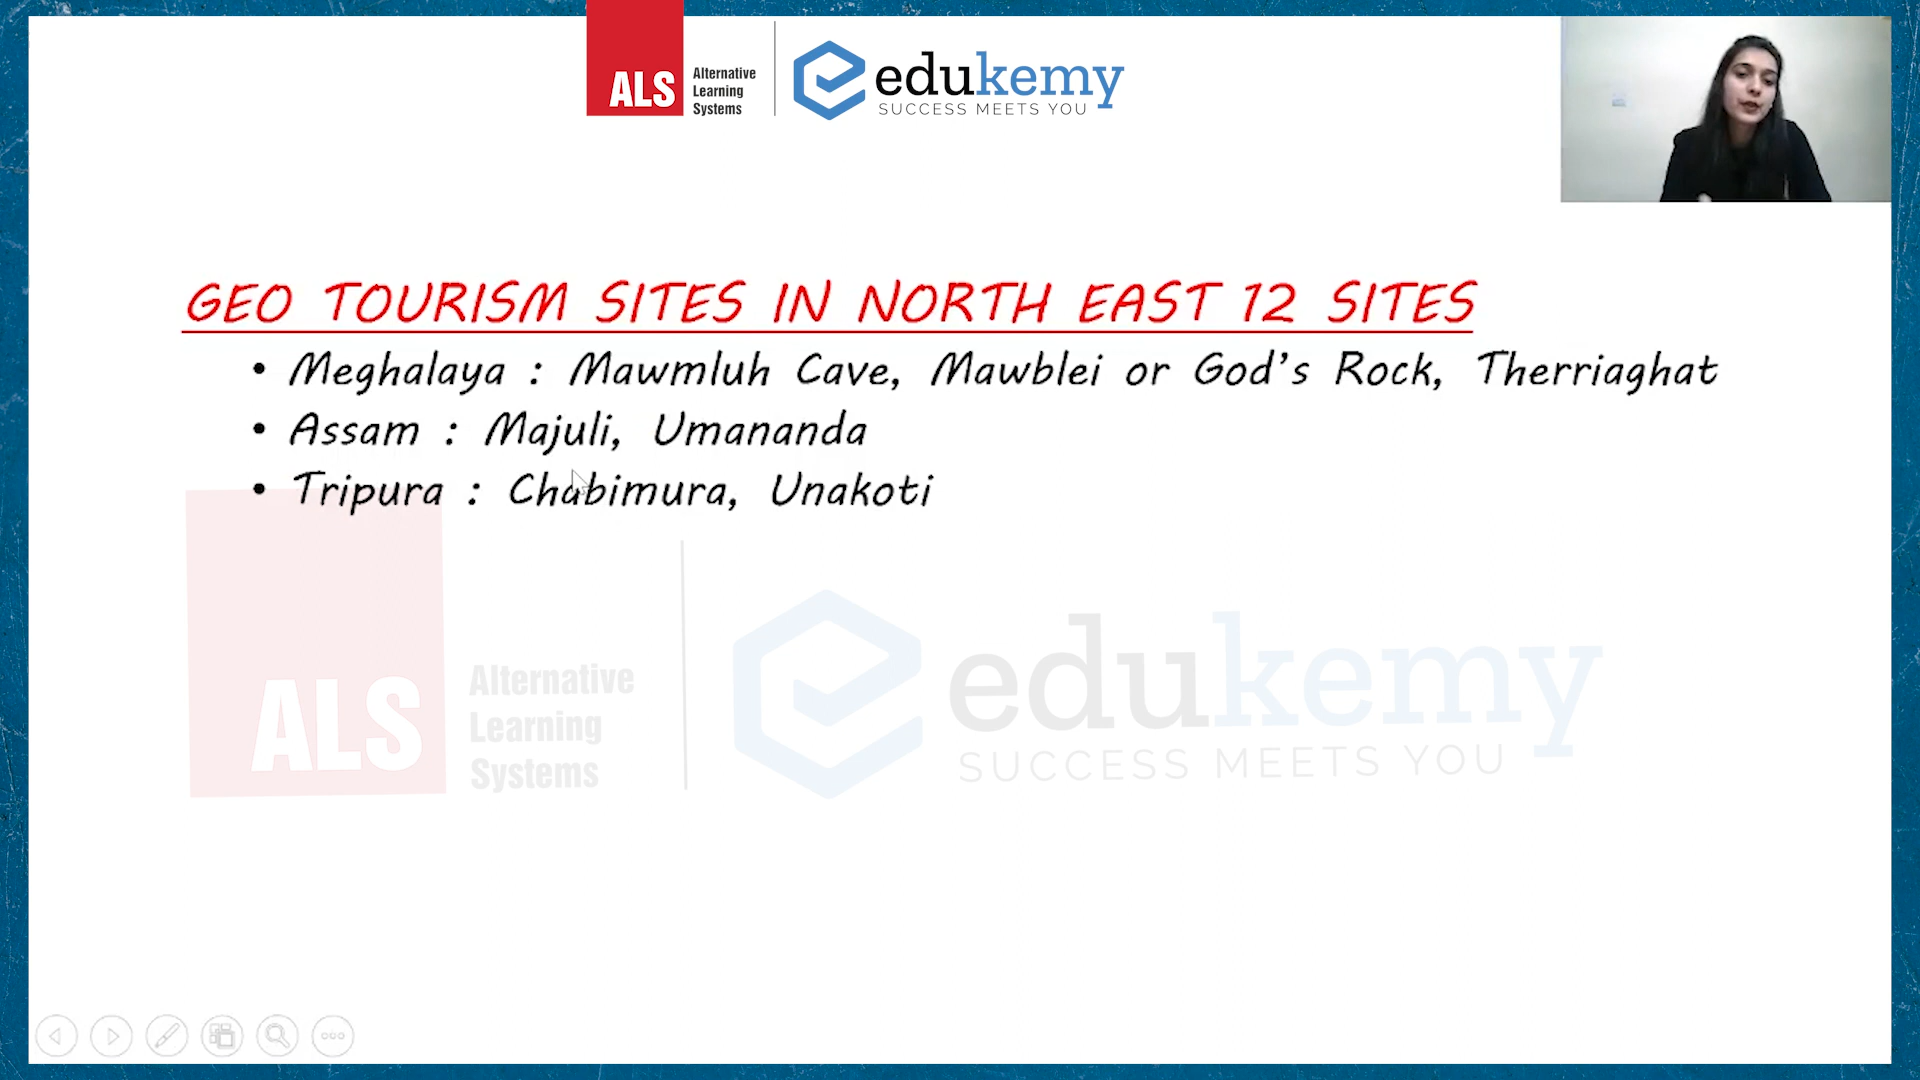 ALS
Alternative
Learning
Systems
edukemy
SUCCESS MEETS YOU
GEO TOURISM SITES IN NORTH EAST 12 SITES
• Meghalaya : Mawmluh Cave, Mawblei or God's Rock, Therriaghat
• Assam : Majuli, Umananda
• Tripura : Chabimura, Unakoti
ALS
Alternative
Learning
Systems
edukemy
SUCCESS MEETS YOU